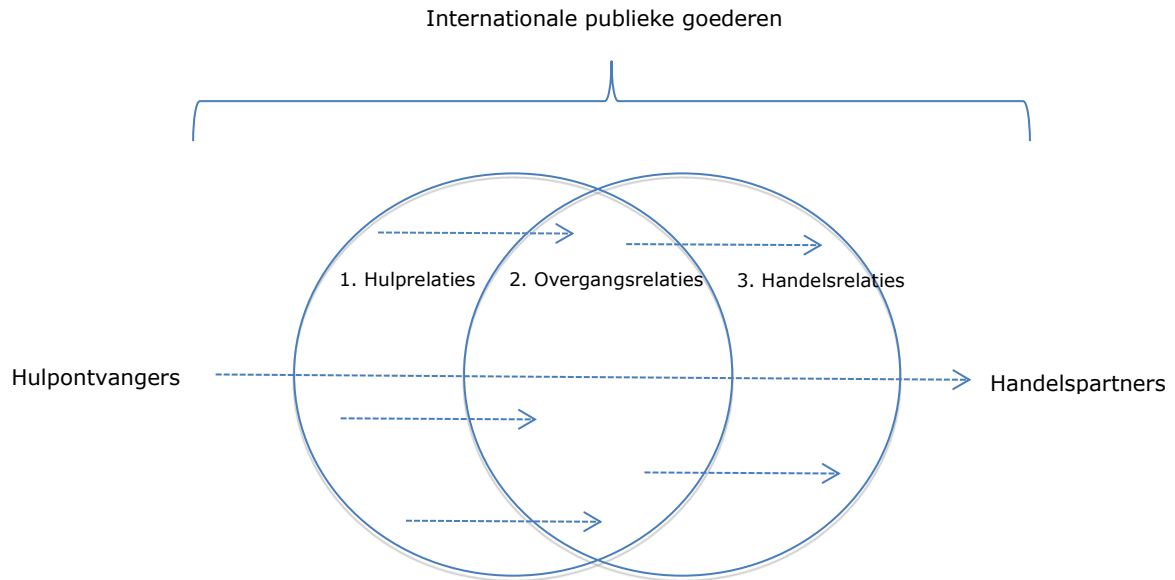 Internationale publieke goederen
1. Hulprelaties
2. Overgangsrelaties
3. Handelsrelaties
Hulpontvangers
Handelspartners